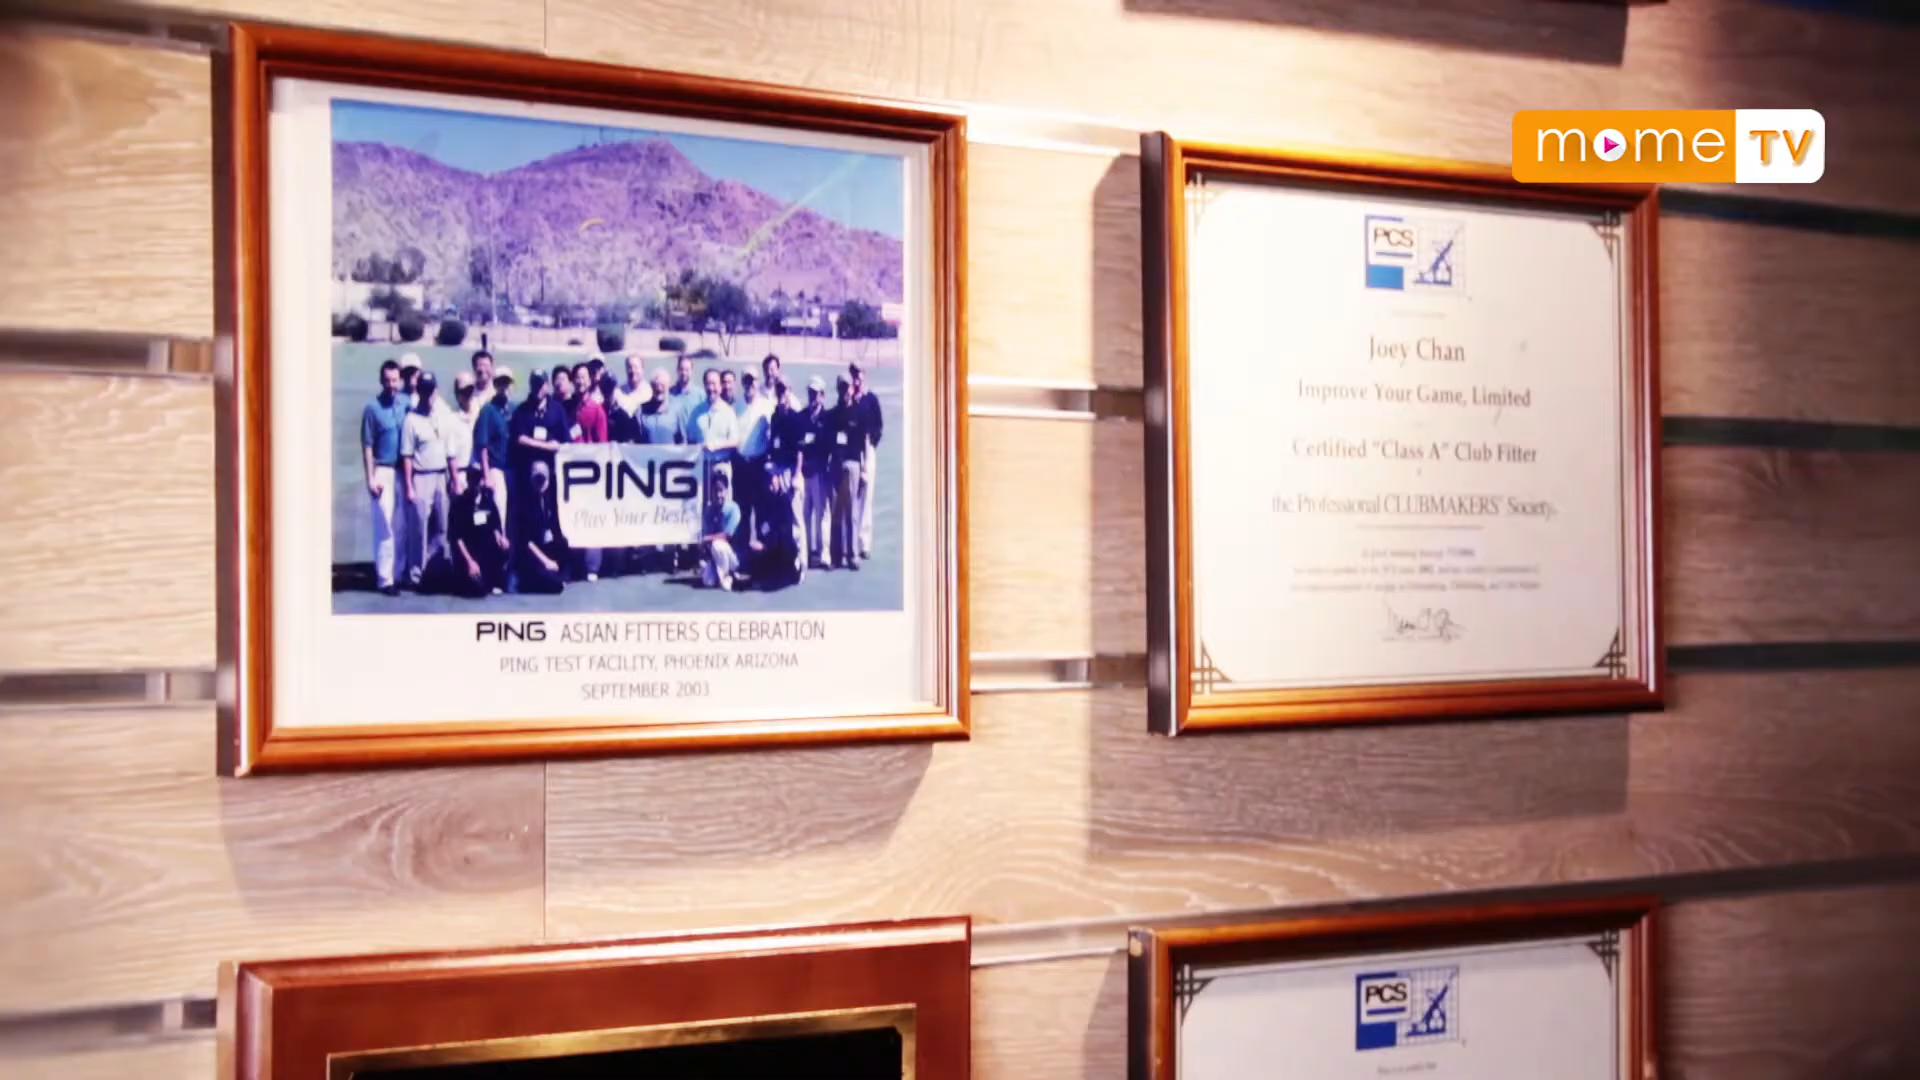 mome TV
PING
Play Your Best.
PING ASIAN FITTERS CELEBRATION
PING TEST FACILITY, PHOENIX ARIZONA
SEPTEMBER 2003
PCS
Joey Chan
Improve Your Game, Limited
Certified "Class A" Club Fitter
the Professional CLUBMAKERS' Society
PCS